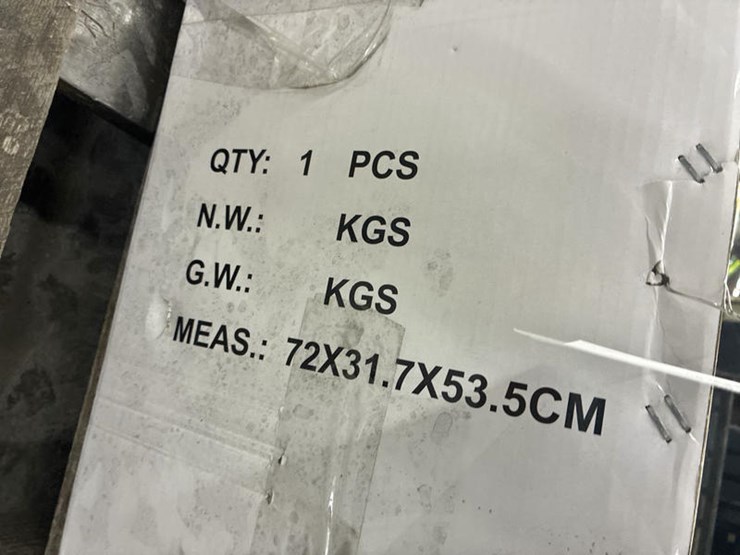 QTY: 1 PCS
N.W.: KGS
G.W.: KGS
MEAS.: 72X31.7X53.5CM